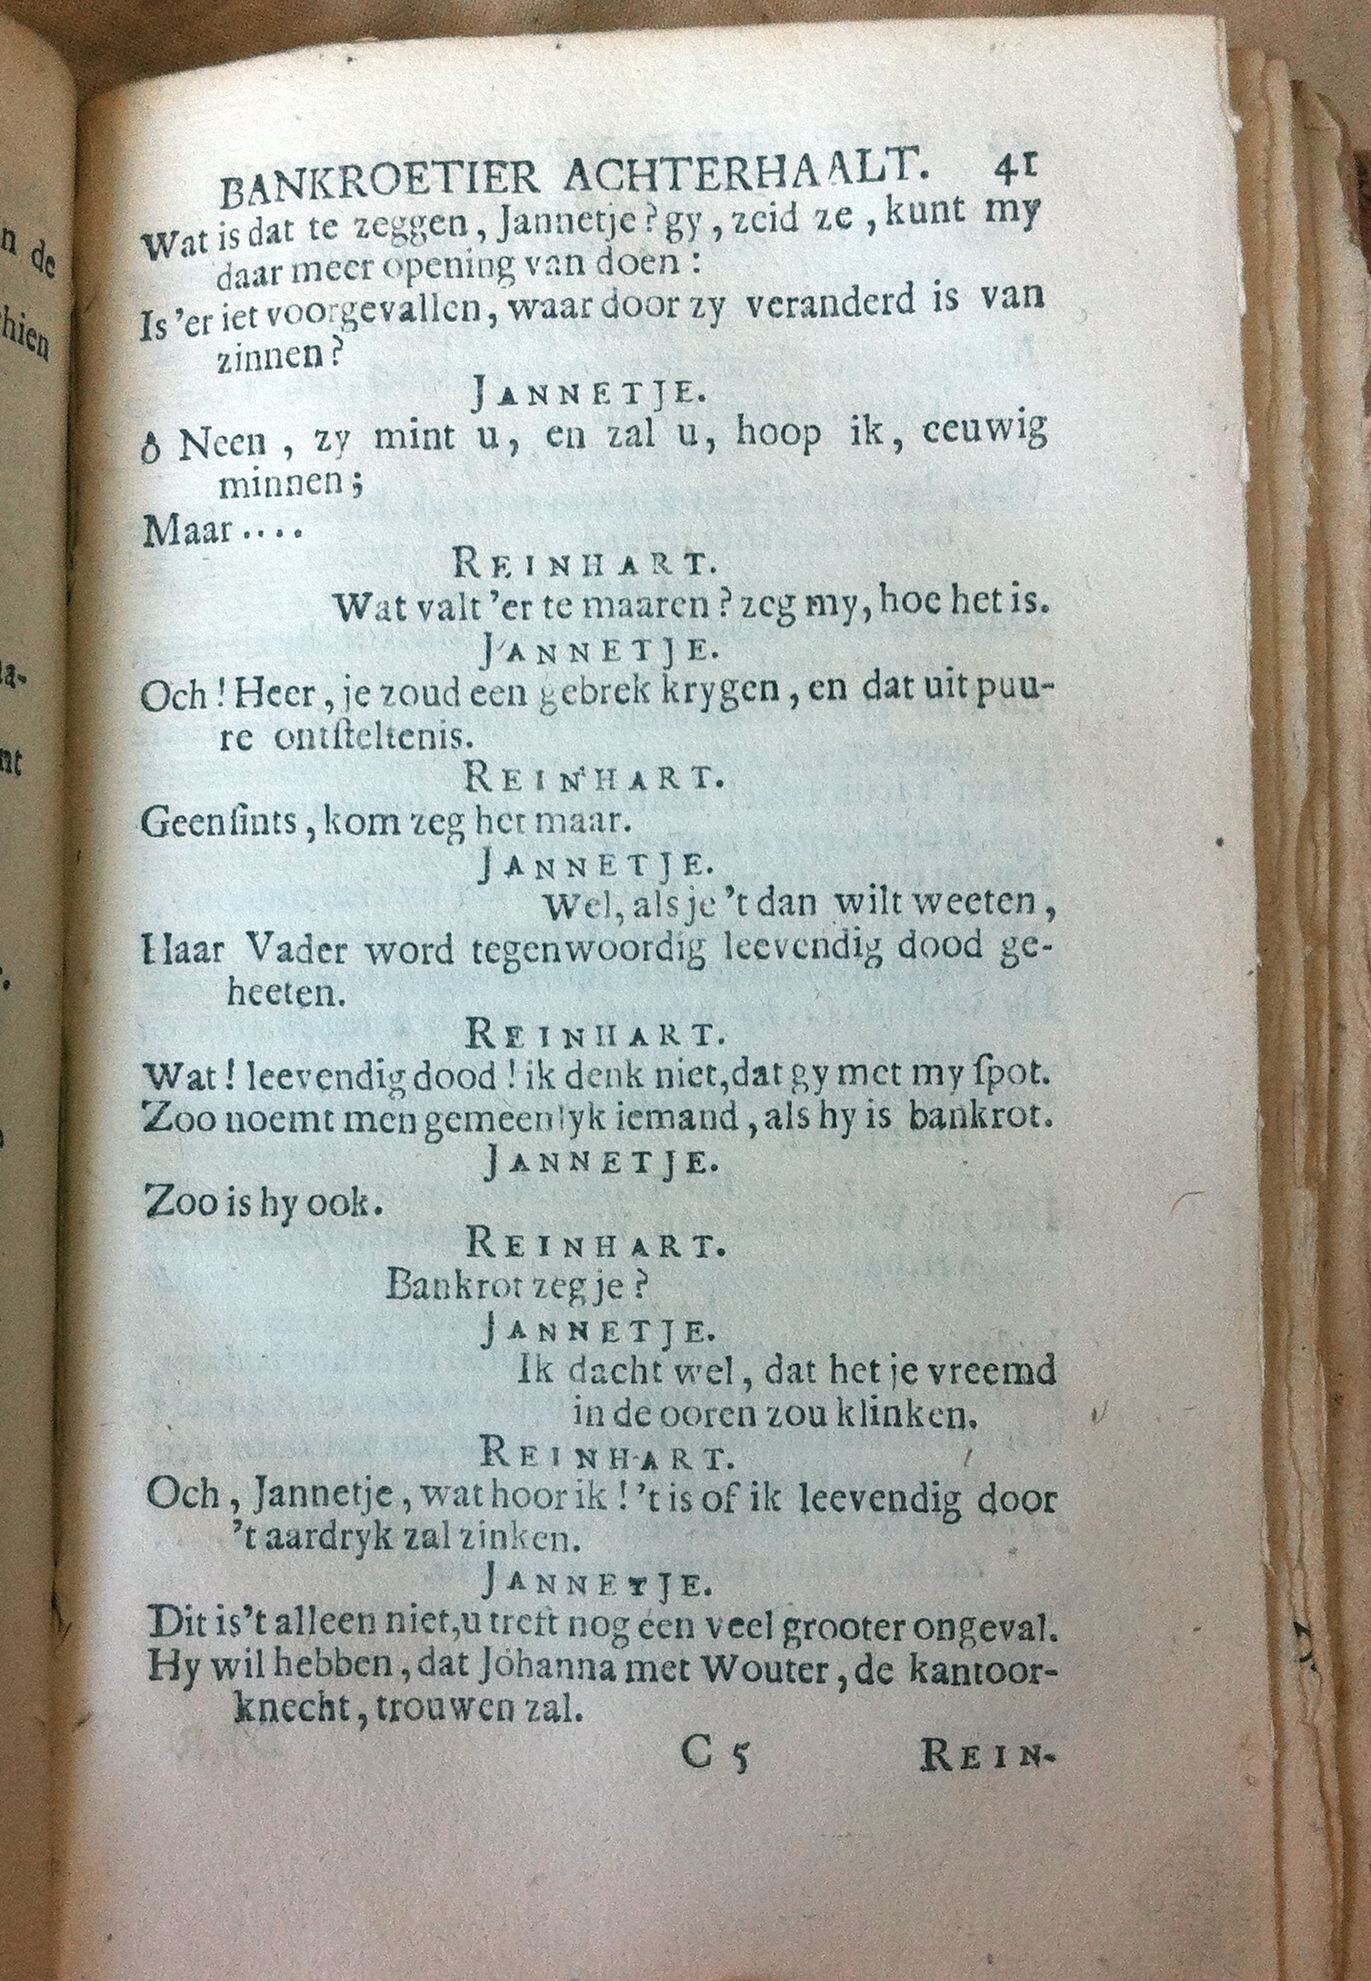 BANKROETIER ACHTERHAALT. 41
Wat is dat te zeggen, Jannetje? gy, zeid ze, kunt my
daar meer opening van doen:
Is 'er iet voorgevallen, waar door zy veranderd is van
zinnen?
JANNETJE.
ô Neen, zy mint u, en zal u, hoop ik, eeuwig
minnen;
Maar....
REINHART.
Wat valt 'er te maaren? zeg my, hoe het is.
JANNETJE.
Och! Heer, je zoud een gebrek krygen, en dat uit puu-
re ontſteltenis.
REINHART.
Geenſints, kom zeg het maar.
JANNETJE.
Wel, als je 't dan wilt weeten,
Haar Vader word tegenwoordig leevendig dood ge-
heeten.
REINHART.
Wat! leevendig dood! ik denk niet, dat gy met my ſpot.
Zoo noemt men gemeenlyk iemand, als hy is bankrot.
JANNETJE.
Zoo is hy ook.
REINHART.
Bankrot zeg je?
JANNETJE.
Ik dacht wel, dat het je vreemd
in de ooren zou klinken.
REINHART.
Och, Jannetje, wat hoor ik! 't is of ik leevendig door
't aardryk zal zinken.
JANNETJE.
Dit is 't alleen niet, u treft nog een veel grooter ongeval.
Hy wil hebben, dat Johanna met Wouter, de kantoor-
knecht, trouwen zal.
C 5 REIN-
n de
hien
nt